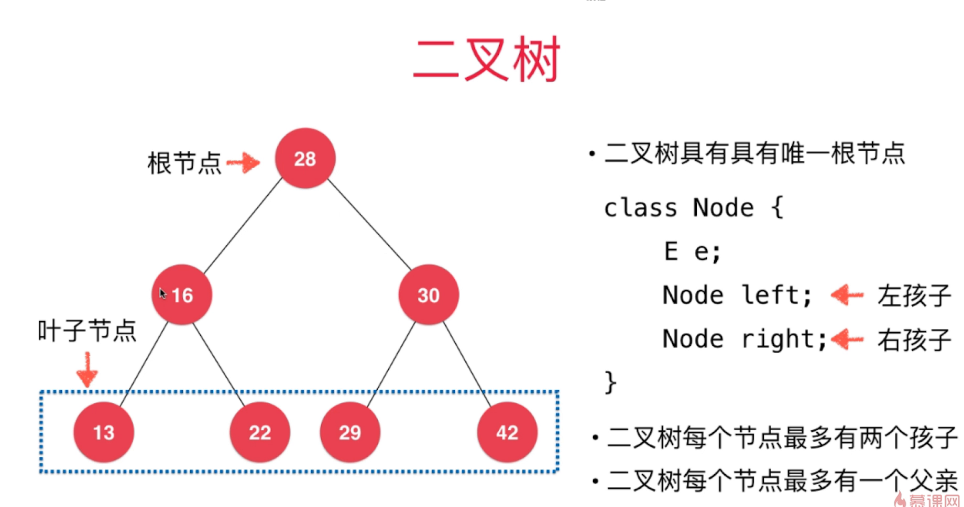 二叉树
根节点
28
16
30
叶子节点
13
22
29
42
• 二叉树具有具有唯一根节点
class Node {
E e;
Node left; 左孩子
Node right; 右孩子
}
• 二叉树每个节点最多有两个孩子
• 二叉树每个节点最多有一个父亲
慕课网